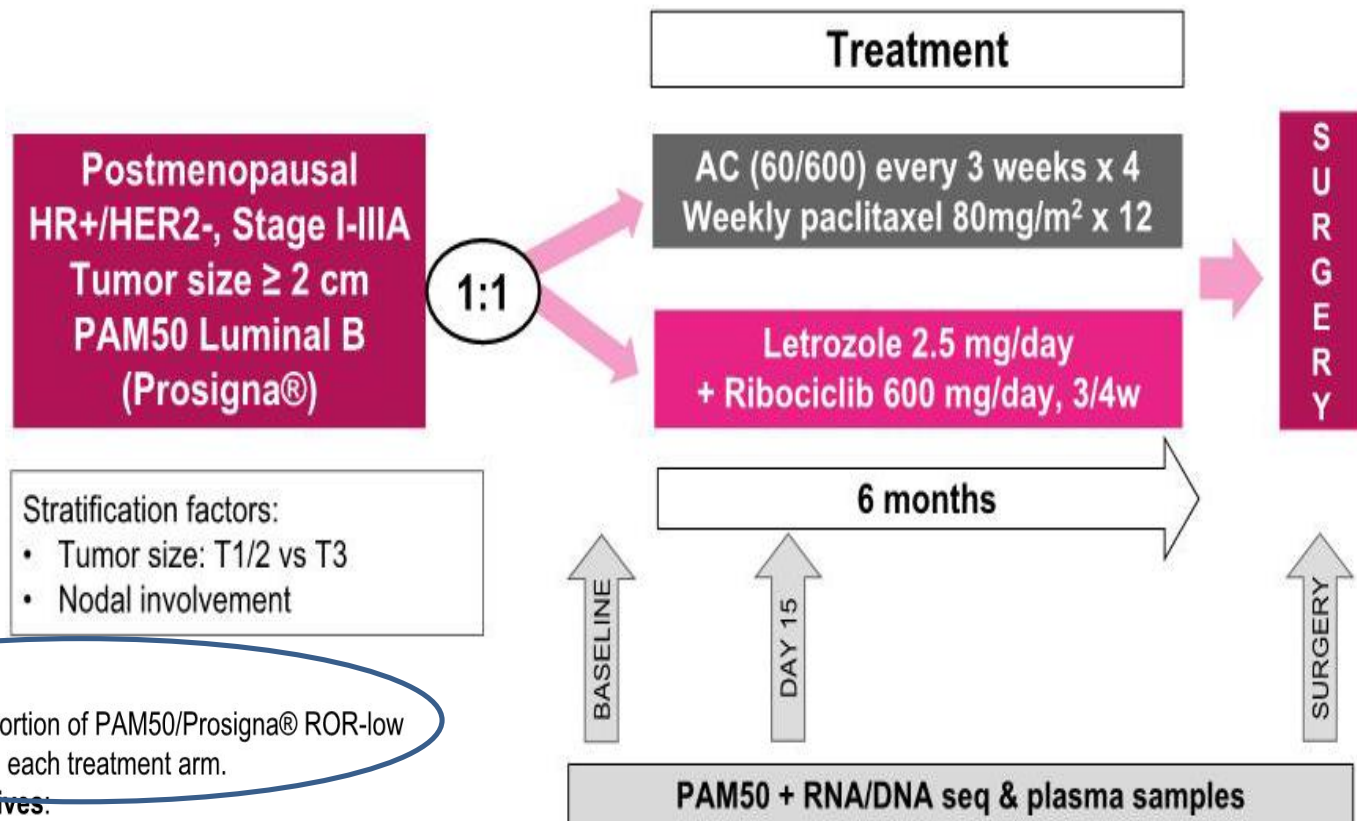 Treatment
Postmenopausal
HR+/HER2-, Stage I-IIIA
Tumor size ≥ 2 cm
PAM50 Luminal B
(Prosigna®)
1:1
AC (60/600) every 3 weeks x 4
Weekly paclitaxel 80mg/m² x 12
Letrozole 2.5 mg/day
+ Ribociclib 600 mg/day, 3/4w
SURGERY
6 months
Stratification factors:
• Tumor size: T1/2 vs T3
• Nodal involvement
BASELINE
DAY 15
SURGERY
of PAM50/Prosigna® ROR-low
each treatment arm.
PAM50 + RNA/DNA seq & plasma samples